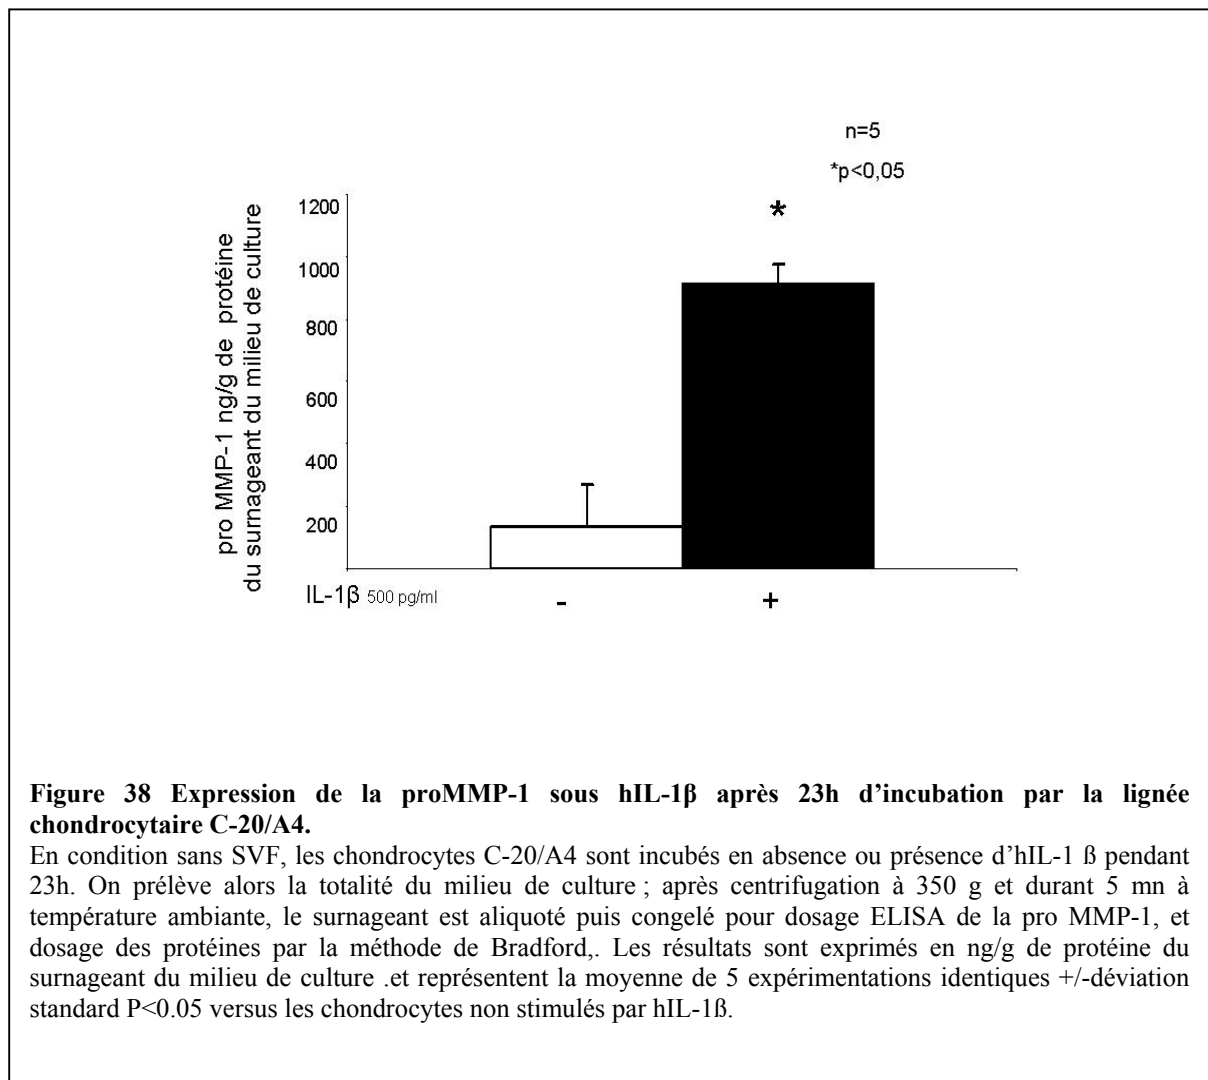 n=5
*p<0,05
pro MMP-1 ng/g de protéine
du surnageant du milieu de culture
1200
1000
800
600
400
200
*
IL-1β 500 pg/ml
-
+
Figure 38 Expression de la proMMP-1 sous hIL-1β après 23h d’incubation par la lignée
chondrocytaire C-20/A4.
En condition sans SVF, les chondrocytes C-20/A4 sont incubés en absence ou présence d’hIL-1 ß pendant
23h. On prélève alors la totalité du milieu de culture ; après centrifugation à 350 g et durant 5 mn à
température ambiante, le surnageant est aliquoté puis congelé pour dosage ELISA de la pro MMP-1, et
dosage des protéines par la méthode de Bradford,. Les résultats sont exprimés en ng/g de protéine du
surnageant du milieu de culture .et représentent la moyenne de 5 expérimentations identiques +/-déviation
standard P<0.05 versus les chondrocytes non stimulés par hIL-1ß.